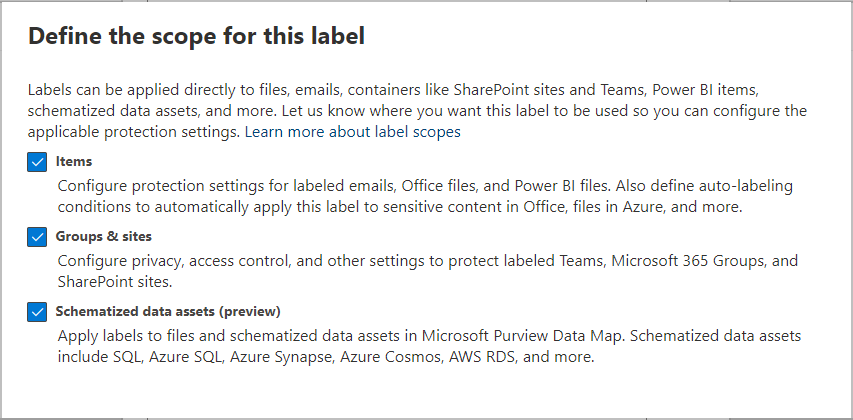 Define the scope for this label
Labels can be applied directly to files, emails, containers like SharePoint sites and Teams, Power BI items,
schematized data assets, and more. Let us know where you want this label to be used so you can configure the
applicable protection settings. Learn more about label scopes
Items
Configure protection settings for labeled emails, Office files, and Power BI files. Also define auto-labeling
conditions to automatically apply this label to sensitive content in Office, files in Azure, and more.
Groups & sites
Configure privacy, access control, and other settings to protect labeled Teams, Microsoft 365 Groups, and
SharePoint sites.
Schematized data assets (preview)
Apply labels to files and schematized data assets in Microsoft Purview Data Map. Schematized data assets
include SQL, Azure SQL, Azure Synapse, Azure Cosmos, AWS RDS, and more.